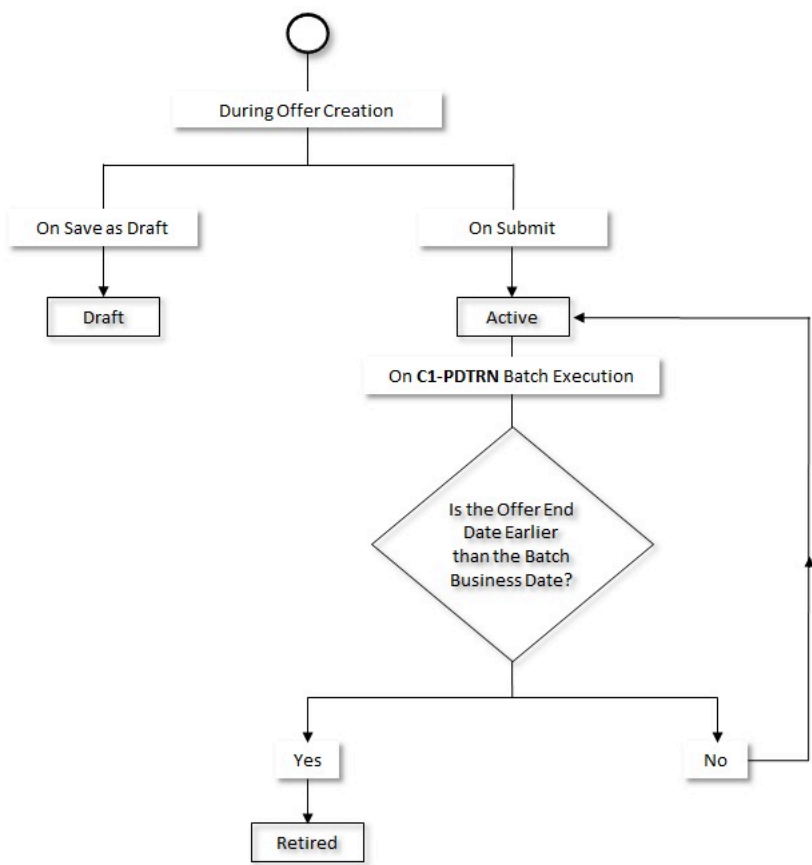 During Offer Creation
On Save as Draft
On Submit
Draft
Active
On C1-PDTRN Batch Execution
Is the Offer End
Date Earlier
than the Batch
Business Date?
Yes
No
Retired